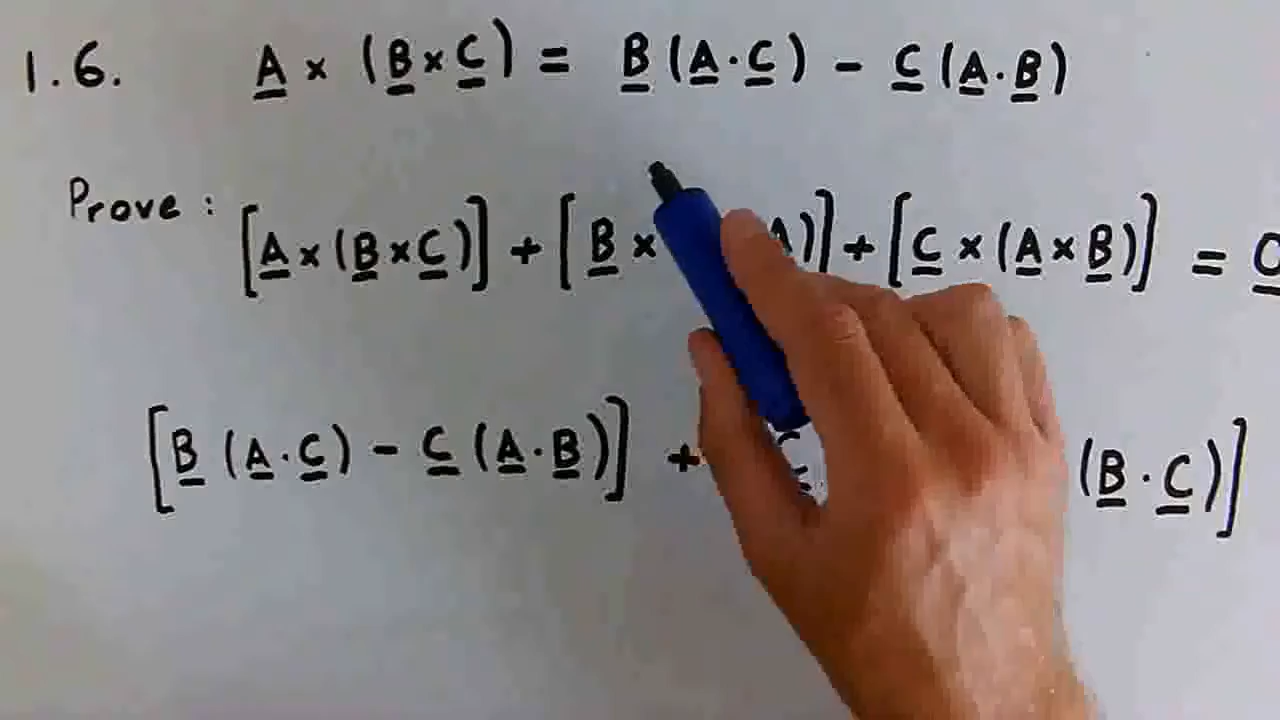 1.6. A × (B × C) = B (A · C) - C (A · B)
Prove : [A × (B × C)] + [B × A)] + [C × (A × B)] = 0
[B (A · C) - C (A · B)] + C (B · C)]